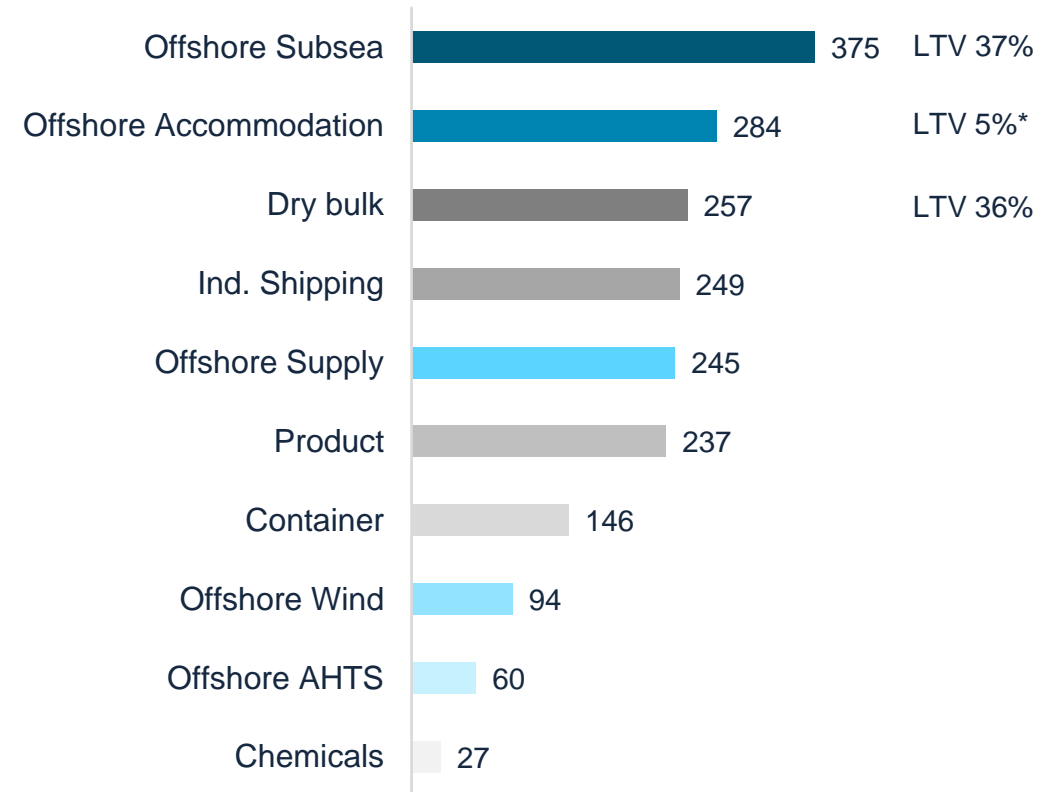 Offshore Subsea 375 LTV 37%
Offshore Accommodation 284 LTV 5%*
Dry bulk 257 LTV 36%
Ind. Shipping 249
Offshore Supply 245
Product 237
Container 146
Offshore Wind 94
Offshore AHTS 60
Chemicals 27